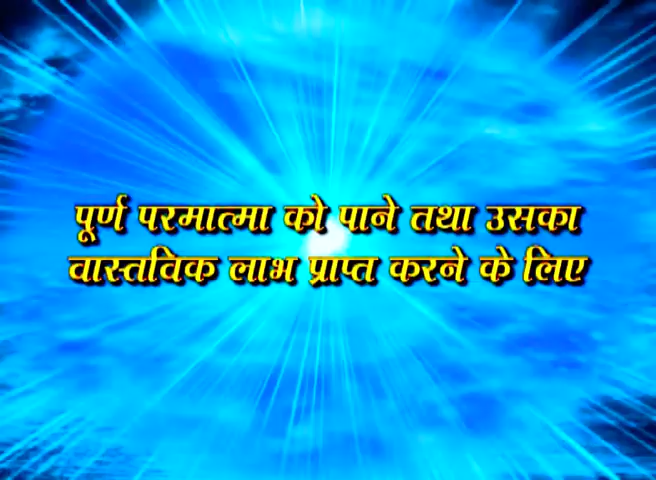 पूर्ण परमात्मा को पाने तथा उसका
वास्तविक लाभ प्राप्त करने के लिए